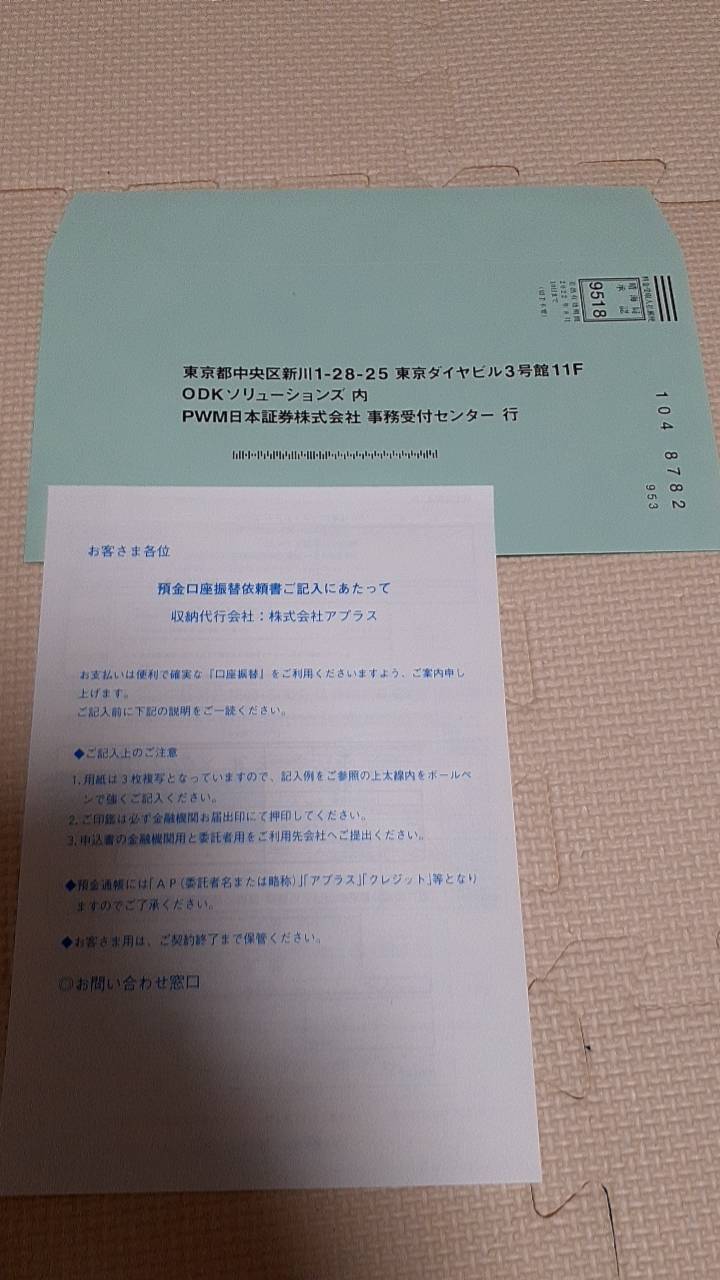 料金受取人払郵便
晴海局
承認
9518
104 8782
953
東京都中央区新川1-28-25 東京ダイヤビル3号館11F
ODKソリューションズ 内
PWM日本証券株式会社 事務受付センター 行
お客さま各位
預金口座振替依頼書ご記入にあたって
収納代行会社：株式会社アプラス
お支払いは便利で確実な『口座振替』をご利用くださいますよう、ご案内申し
上げます。
ご記入前に下記の説明をご一読ください。
◆ご記入上のご注意
1.用紙は3枚複写となっていますので、記入例をご参照の上太線内をボールペ
ンで強くご記入ください。
2.ご印鑑は必ず金融機関お届出印にて押印してください。
3.申込書の金融機関用と委託者用をご利用先会社へご提出ください。
◆預金通帳には｢AP(委託者名または略称)｣｢アプラス｣｢クレジット｣等となり
ますのでご了承ください。
◆お客さま用は、ご契約終了まで保管ください。
◎お問い合わせ窓口